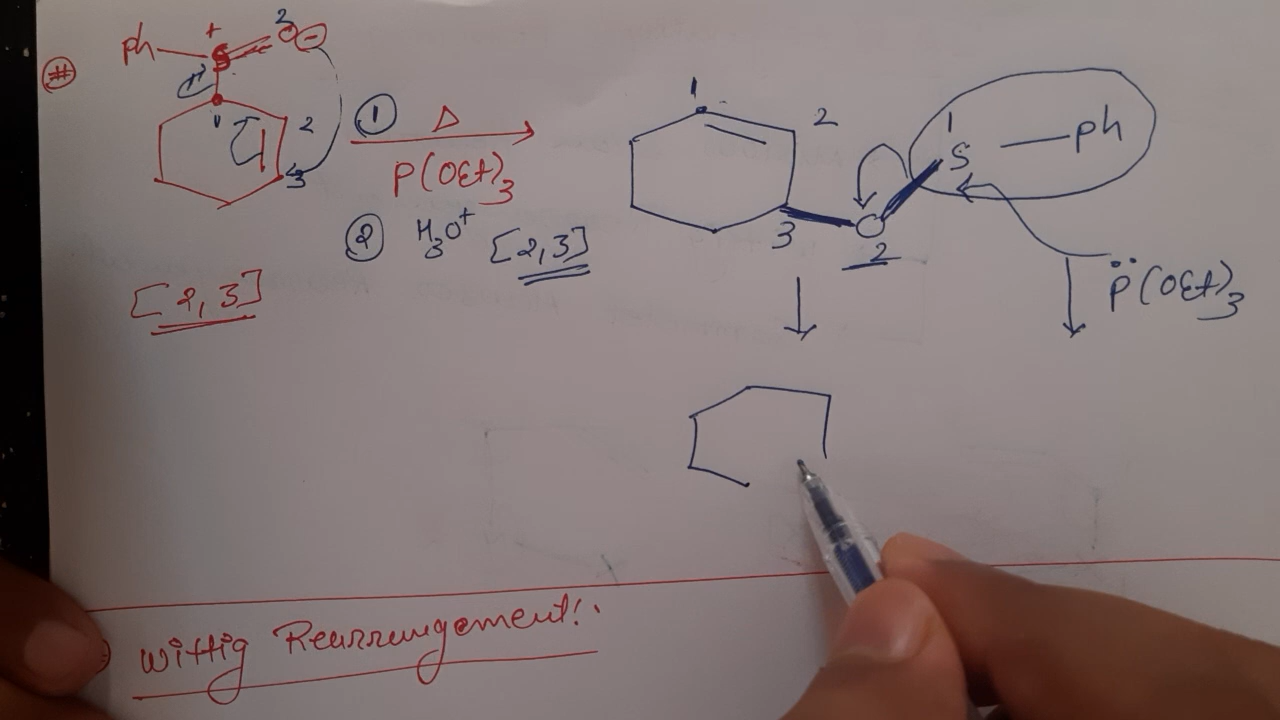 Ph S + O - 2
1 2 3
#
① Δ
P(OEt)3
② H3O+
[2,3]
[2,3]
1 2 3
O 2
1 S Ph
P̈(OEt)3
Wittig Rearrangement!.